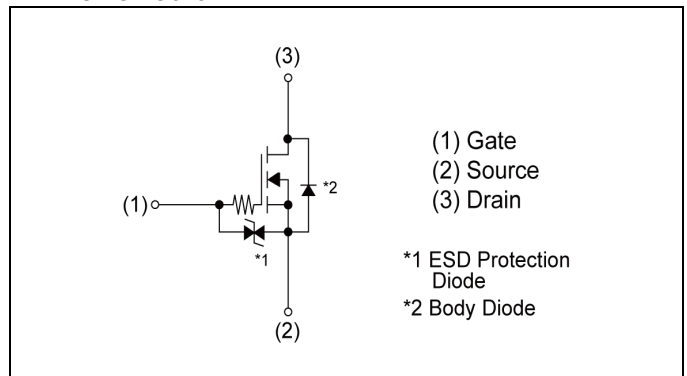 (3)
(1)
*2
*1
(2)
(1) Gate
(2) Source
(3) Drain
*1 ESD Protection
Diode
*2 Body Diode